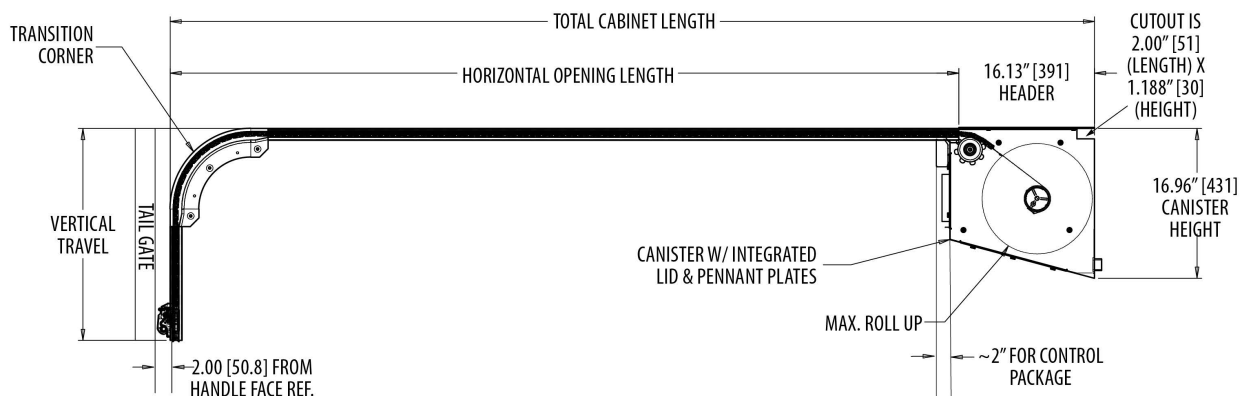 TOTAL CABINET LENGTH
TRANSITION
CORNER
HORIZONTAL OPENING LENGTH
16.13" [391]
HEADER
CUTOUT IS
2.00" [51]
(LENGTH) X
1.188" [30]
(HEIGHT)
VERTICAL
TRAVEL
TAIL GATE
16.96" [431]
CANISTER
HEIGHT
CANISTER W/ INTEGRATED
LID & PENNANT PLATES
MAX. ROLL UP
2.00 [50.8] FROM
HANDLE FACE REF.
~2" FOR CONTROL
PACKAGE